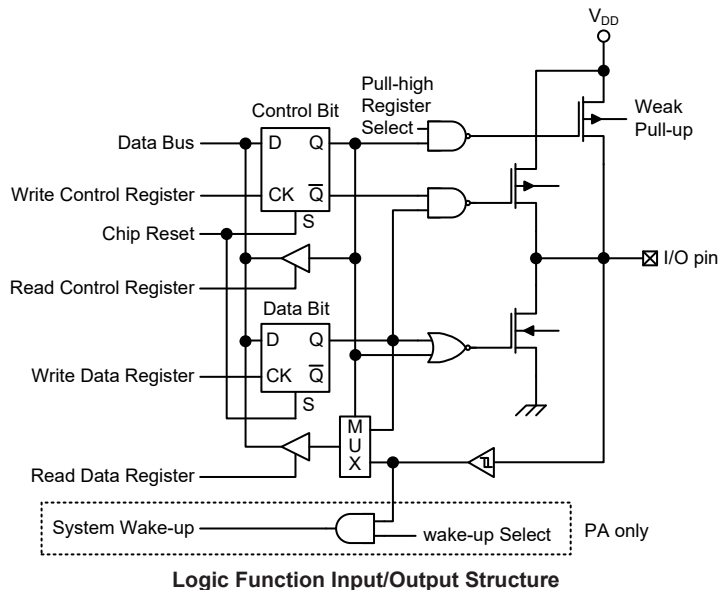 V_DD
Pull-high
Register
Select
Weak
Pull-up
Control Bit
Data Bus
D
Q
Write Control Register
CK
Q̅
Chip Reset
S
I/O pin
Read Control Register
Data Bit
D
Q
Write Data Register
CK
Q̅
S
M
U
X
Read Data Register
System Wake-up
wake-up Select
PA only
Logic Function Input/Output Structure